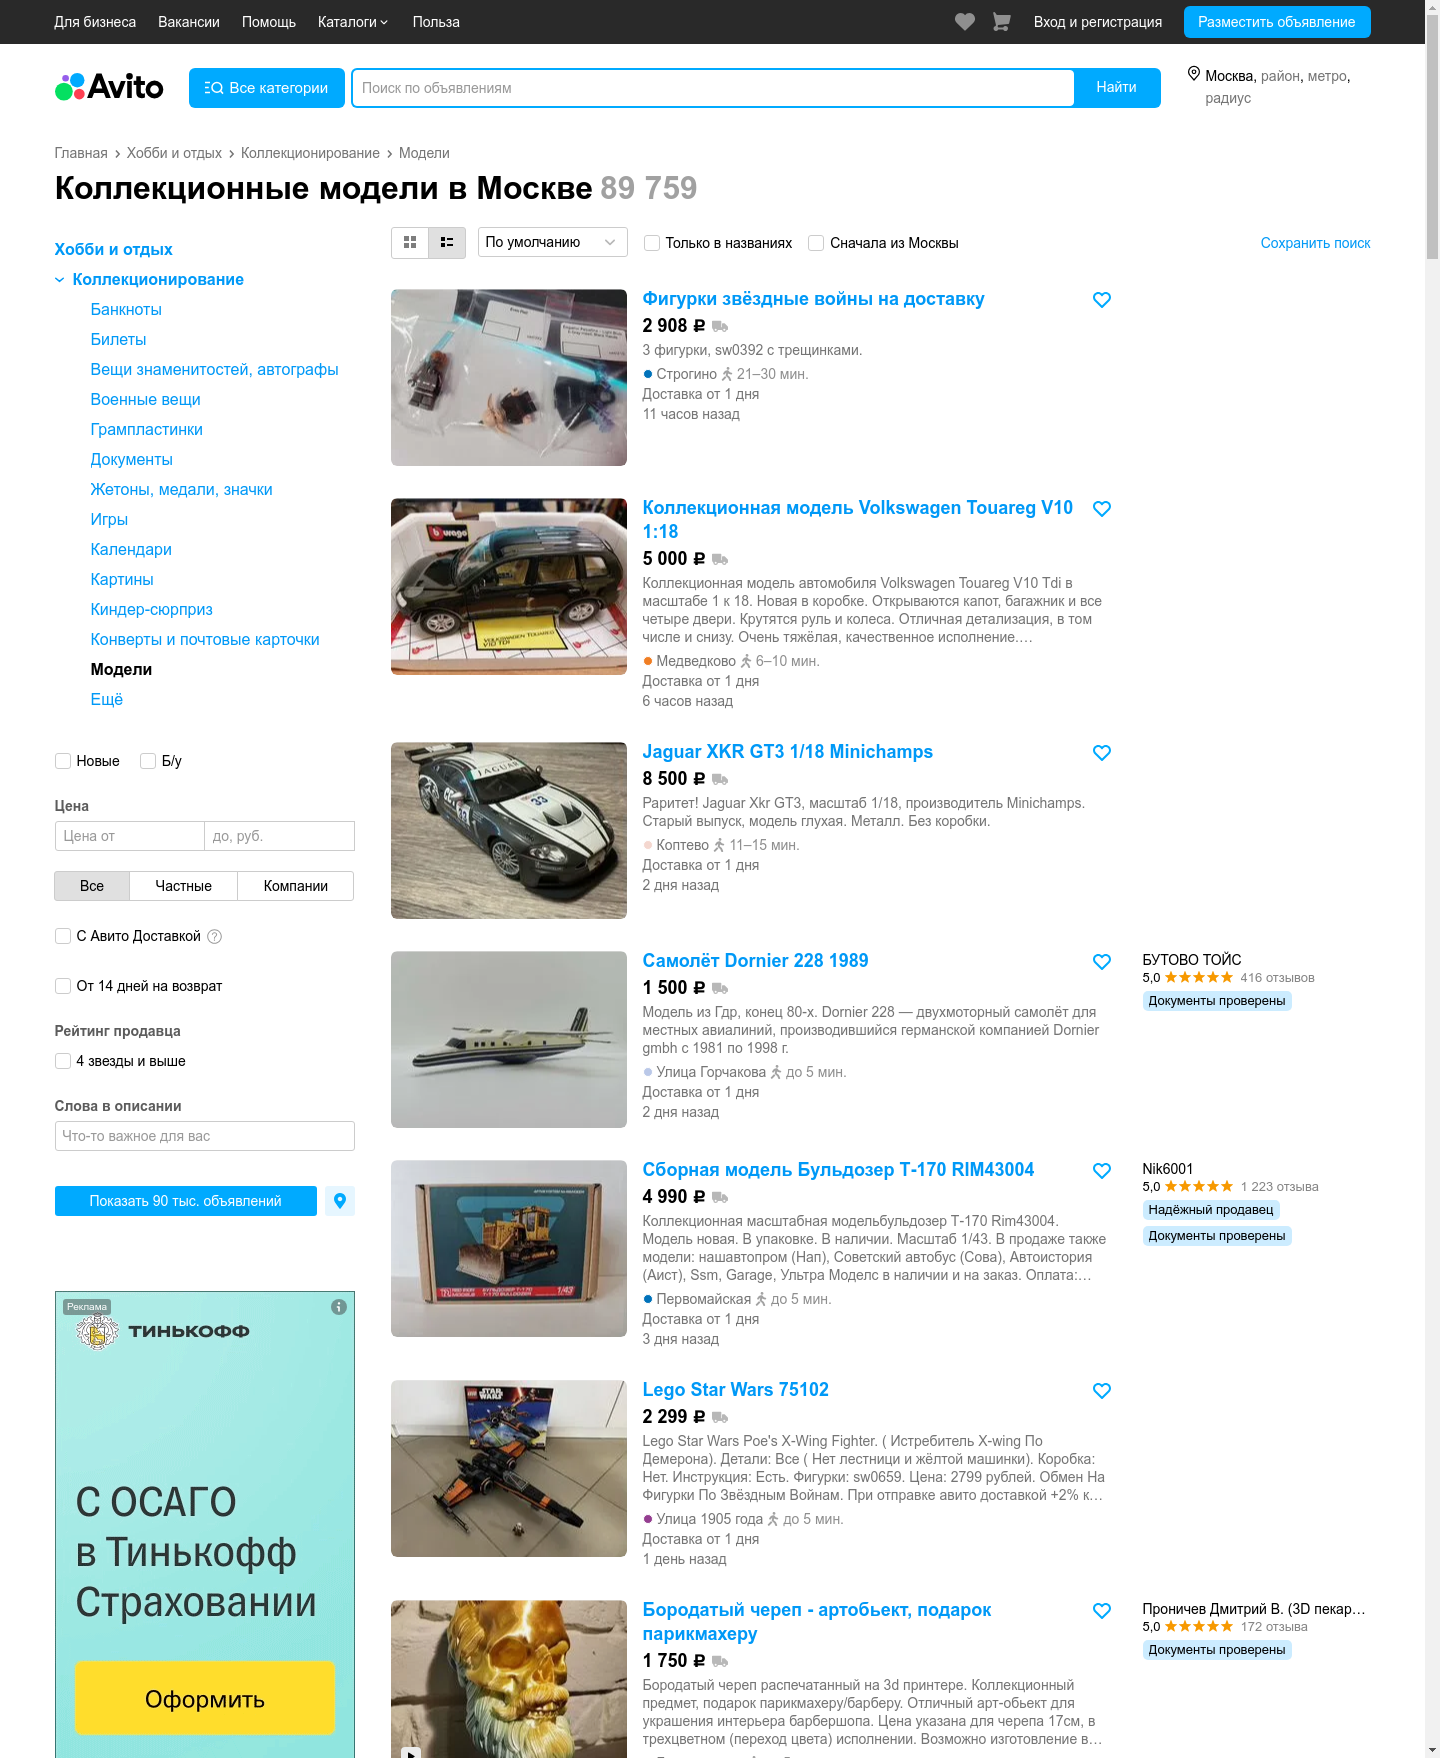 Для бизнеса Вакансии Помощь Каталоги Польза Вход и регистрация Разместить объявление
Avito Все категории Поиск по объявлениям Найти Москва, район, метро,
радиус
Главная › Хобби и отдых › Коллекционирование › Модели
Коллекционные модели в Москве 89 759
Хобби и отдых
Коллекционирование
Банкноты
Билеты
Вещи знаменитостей, автографы
Военные вещи
Грампластинки
Документы
Жетоны, медали, значки
Игры
Календари
Картины
Киндер-сюрприз
Конверты и почтовые карточки
Модели
Ещё
Новые Б/у
Цена
Цена от до, руб.
Все Частные Компании
С Авито Доставкой ?
От 14 дней на возврат
Рейтинг продавца
4 звезды и выше
Слова в описании
Что-то важное для вас
Показать 90 тыс. объявлений
Реклама
ТИНЬКОФФ
С ОСАГО
в Тинькофф
Страховании
Оформить
По умолчанию Только в названиях Сначала из Москвы Сохранить поиск
Фигурки звёздные войны на доставку
2 908 ₽
3 фигурки, sw0392 с трещинками.
Строгино 21–30 мин.
Доставка от 1 дня
11 часов назад
burago
VOLKSWAGEN TOUAREG
V10 TDI
Коллекционная модель Volkswagen Touareg V10
1:18
5 000 ₽
Коллекционная модель автомобиля Volkswagen Touareg V10 Tdi в
масштабе 1 к 18. Новая в коробке. Открываются капот, багажник и все
четыре двери. Крутятся руль и колеса. Отличная детализация, в том
числе и снизу. Очень тяжёлая, качественное исполнение.…
Медведково 6–10 мин.
Доставка от 1 дня
6 часов назад
JAGUAR
33
Jaguar XKR GT3 1/18 Minichamps
8 500 ₽
Раритет! Jaguar Xkr GT3, масштаб 1/18, производитель Minichamps.
Старый выпуск, модель глухая. Металл. Без коробки.
Коптево 11–15 мин.
Доставка от 1 дня
2 дня назад
Самолёт Dornier 228 1989
1 500 ₽
Модель из Гдр, конец 80-х. Dornier 228 — двухмоторный самолёт для
местных авиалиний, производившийся германской компанией Dornier
gmbh с 1981 по 1998 г.
Улица Горчакова до 5 мин.
Доставка от 1 дня
2 дня назад
БУТОВО ТОЙС
5,0 416 отзывов
Документы проверены
БУЛЬДОЗЕР Т-170
T-170 BULLDOZER
1/43
Сборная модель Бульдозер Т-170 RIM43004
4 990 ₽
Коллекционная масштабная модельбульдозер Т-170 Rim43004.
Модель новая. В упаковке. В наличии. Масштаб 1/43. В продаже также
модели: нашавтопром (Нап), Советский автобус (Сова), Автоистория
(Аист), Ssm, Garage, Ультра Моделс в наличии и на заказ. Оплата:…
Первомайская до 5 мин.
Доставка от 1 дня
3 дня назад
Nik6001
5,0 1 223 отзыва
Надёжный продавец
Документы проверены
STAR
WARS
Lego Star Wars 75102
2 299 ₽
Lego Star Wars Poe's X-Wing Fighter. ( Истребитель X-wing По
Демерона). Детали: Все ( Нет лестници и жёлтой машинки). Коробка:
Нет. Инструкция: Есть. Фигурки: sw0659. Цена: 2799 рублей. Обмен На
Фигурки По Звёздным Войнам. При отправке авито доставкой +2% к…
Улица 1905 года до 5 мин.
Доставка от 1 дня
1 день назад
Бородатый череп - артобьект, подарок
парикмахеру
1 750 ₽
Бородатый череп распечатанный на 3d принтере. Коллекционный
предмет, подарок парикмахеру/барберу. Отличный арт-обьект для
украшения интерьера барбершопа. Цена указана для черепа 17см, в
трехцветном (переход цвета) исполнении. Возможно изготовление в…
Проничев Дмитрий В. (3D пекар…
5,0 172 отзыва
Документы проверены